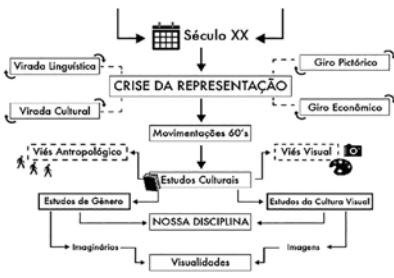 Século XX
Virada Linguística
Giro Pictórico
CRISE DA REPRESENTAÇÃO
Virada Cultural
Giro Econômico
Movimentações 60's
Viés Antropológico
Viés Visual
Estudos Culturais
Estudos de Gênero
Estudos da Cultura Visual
NOSSA DISCIPLINA
Imaginários
Imagens
Visualidades